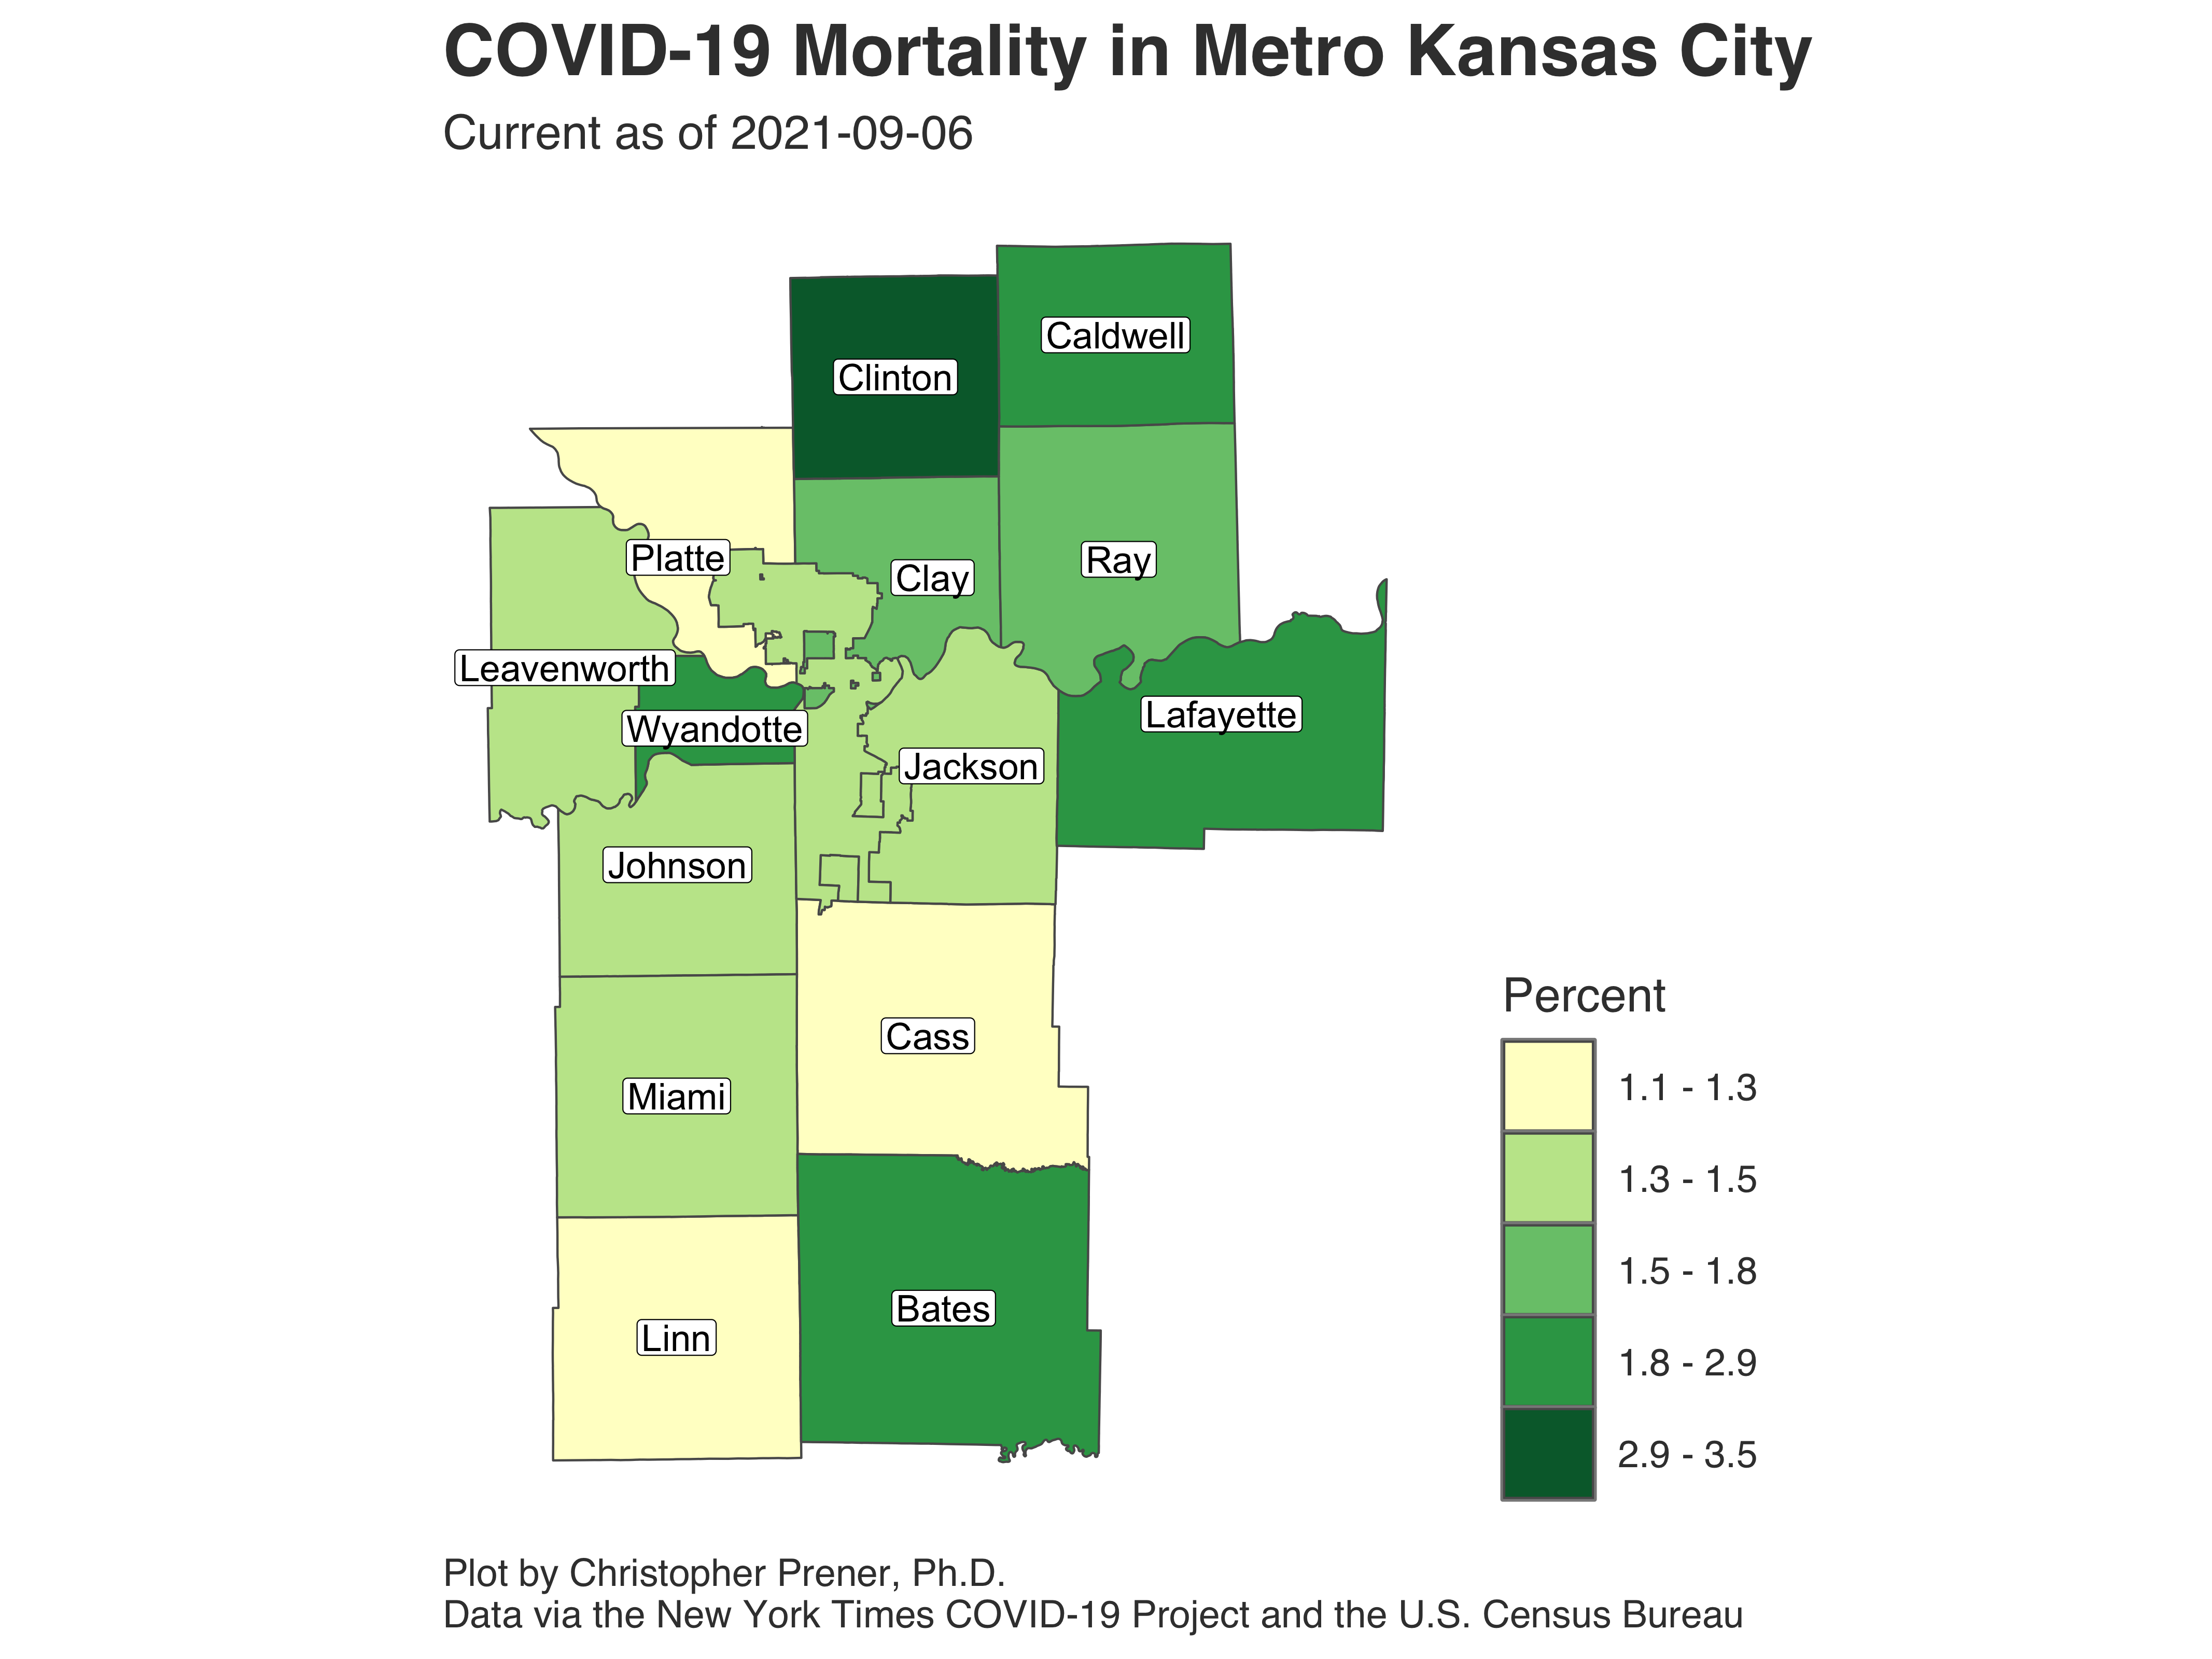 COVID-19 Mortality in Metro Kansas City
Current as of 2021-09-06
Caldwell
Clinton
Platte
Clay
Ray
Leavenworth
Wyandotte
Lafayette
Jackson
Johnson
Cass
Miami
Bates
Linn
Percent
1.1 - 1.3
1.3 - 1.5
1.5 - 1.8
1.8 - 2.9
2.9 - 3.5
Plot by Christopher Prener, Ph.D.
Data via the New York Times COVID-19 Project and the U.S. Census Bureau